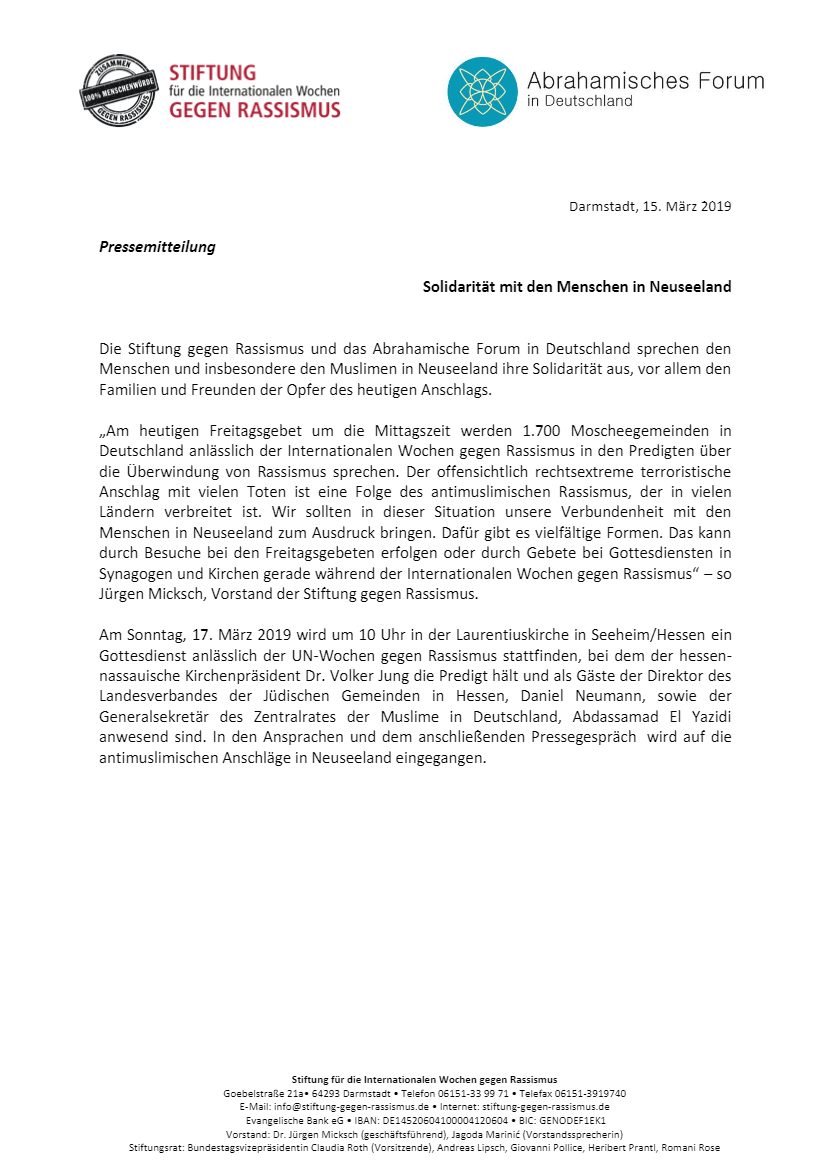 ZUSAMMEN
100% MENSCHENWÜRDE
GEGEN RASSISMUS
STIFTUNG
für die Internationalen Wochen
GEGEN RASSISMUS
Abrahamisches Forum
in Deutschland
Darmstadt, 15. März 2019
Pressemitteilung
Solidarität mit den Menschen in Neuseeland
Die Stiftung gegen Rassismus und das Abrahamische Forum in Deutschland sprechen den
Menschen und insbesondere den Muslimen in Neuseeland ihre Solidarität aus, vor allem den
Familien und Freunden der Opfer des heutigen Anschlags.
„Am heutigen Freitagsgebet um die Mittagszeit werden 1.700 Moscheegemeinden in
Deutschland anlässlich der Internationalen Wochen gegen Rassismus in den Predigten über
die Überwindung von Rassismus sprechen. Der offensichtlich rechtsextreme terroristische
Anschlag mit vielen Toten ist eine Folge des antimuslimischen Rassismus, der in vielen
Ländern verbreitet ist. Wir sollten in dieser Situation unsere Verbundenheit mit den
Menschen in Neuseeland zum Ausdruck bringen. Dafür gibt es vielfältige Formen. Das kann
durch Besuche bei den Freitagsgebeten erfolgen oder durch Gebete bei Gottesdiensten in
Synagogen und Kirchen gerade während der Internationalen Wochen gegen Rassismus“ – so
Jürgen Micksch, Vorstand der Stiftung gegen Rassismus.
Am Sonntag, 17. März 2019 wird um 10 Uhr in der Laurentiuskirche in Seeheim/Hessen ein
Gottesdienst anlässlich der UN-Wochen gegen Rassismus stattfinden, bei dem der hessen-
nassauische Kirchenpräsident Dr. Volker Jung die Predigt hält und als Gäste der Direktor des
Landesverbandes der Jüdischen Gemeinden in Hessen, Daniel Neumann, sowie der
Generalsekretär des Zentralrates der Muslime in Deutschland, Abdassamad El Yazidi
anwesend sind. In den Ansprachen und dem anschließenden Pressegespräch wird auf die
antimuslimischen Anschläge in Neuseeland eingegangen.
Stiftung für die Internationalen Wochen gegen Rassismus
Goebelstraße 21a• 64293 Darmstadt • Telefon 06151-33 99 71 • Telefax 06151-3919740
E-Mail: info@stiftung-gegen-rassismus.de • Internet: stiftung-gegen-rassismus.de
Evangelische Bank eG • IBAN: DE14520604100004120604 • BIC: GENODEF1EK1
Vorstand: Dr. Jürgen Micksch (geschäftsführend), Jagoda Marinić (Vorstandssprecherin)
Stiftungsrat: Bundestagsvizepräsidentin Claudia Roth (Vorsitzende), Andreas Lipsch, Giovanni Pollice, Heribert Prantl, Romani Rose